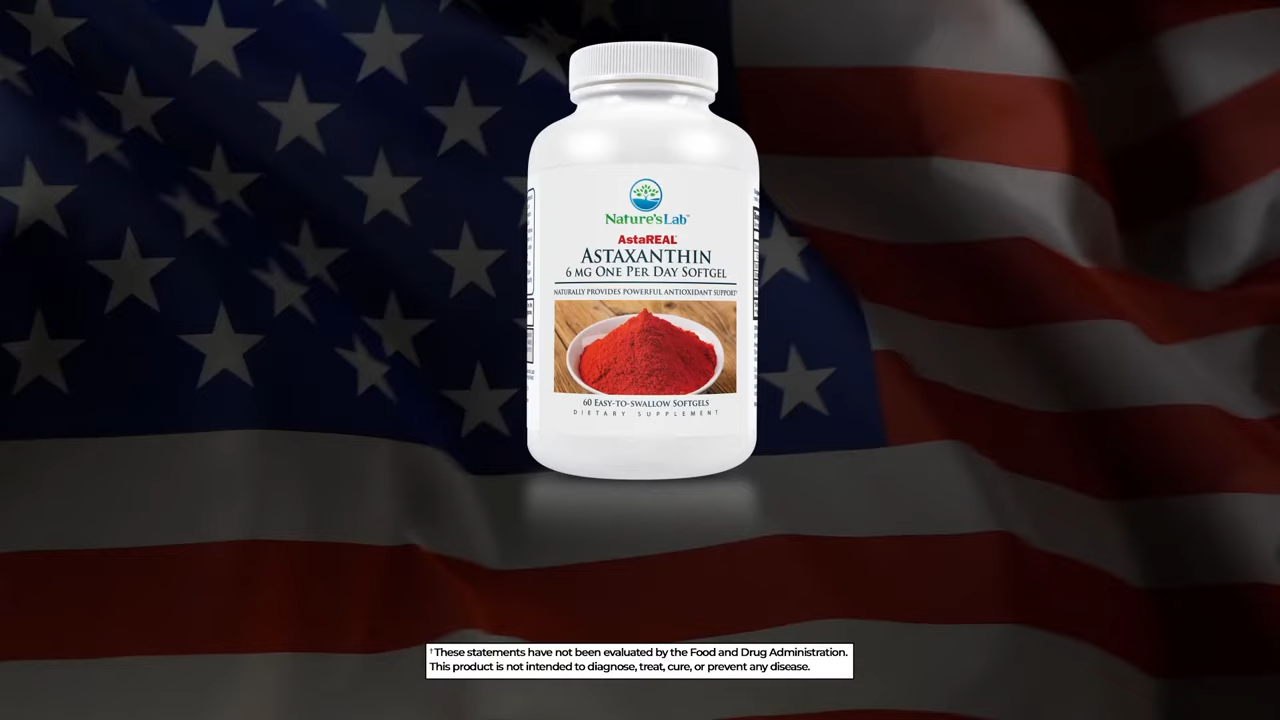 Nature's Lab™
AstaREAL®
ASTAXANTHIN
6 MG ONE PER DAY SOFTGEL
NATURALLY PROVIDES POWERFUL ANTIOXIDANT SUPPORT†
60 EASY-TO-SWALLOW SOFTGELS
DIETARY SUPPLEMENT
†These statements have not been evaluated by the Food and Drug Administration.
This product is not intended to diagnose, treat, cure, or prevent any disease.